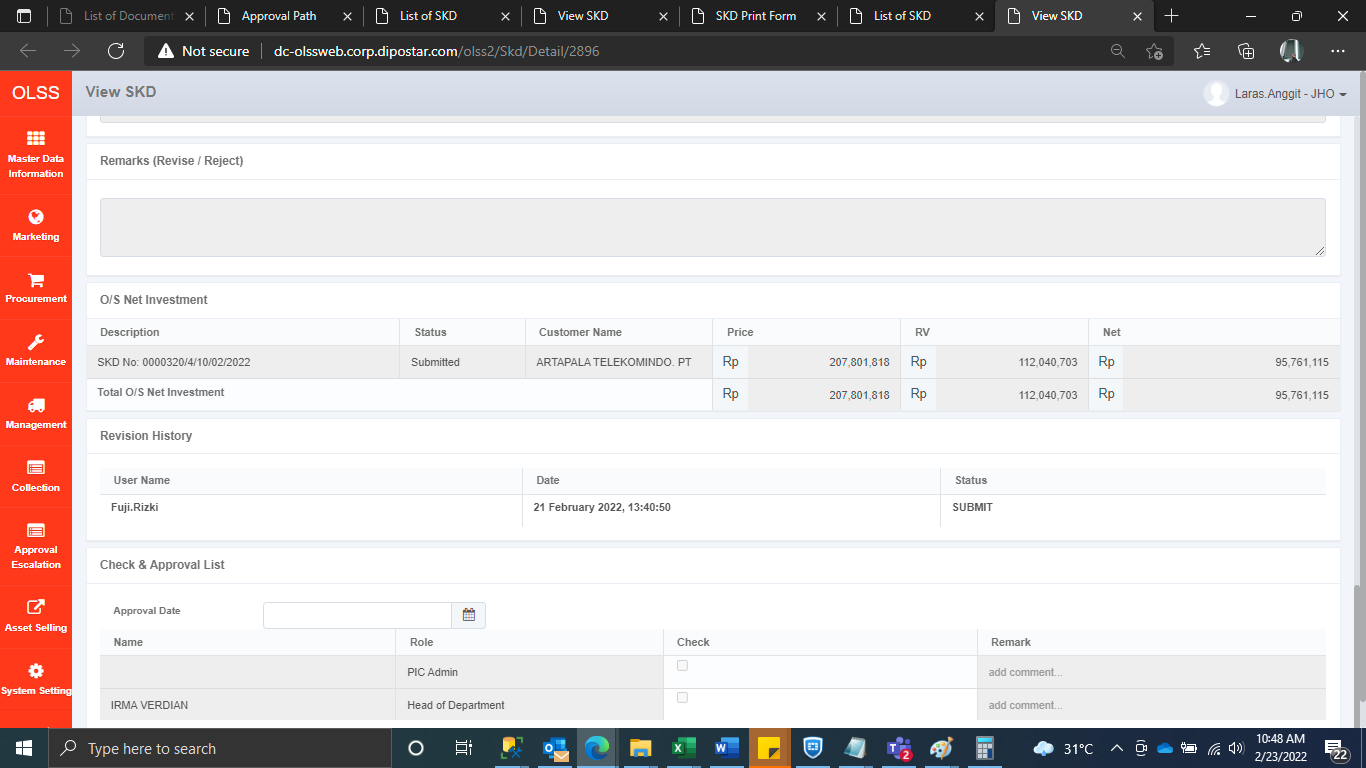 List of Document
Approval Path
List of SKD
View SKD
SKD Print Form
List of SKD
View SKD
Not secure
dc-olssweb.corp.dipostar.com/olss2/Skd/Detail/2896
OLSS
View SKD
Laras.Anggit - JHO
Master Data
Information
Marketing
Procurement
Maintenance
Management
Collection
Approval
Escalation
Asset Selling
System Setting
Remarks (Revise / Reject)
O/S Net Investment
Description Status Customer Name Price RV Net
SKD No: 0000320/4/10/02/2022 Submitted ARTAPALA TELEKOMINDO. PT Rp 207,801,818 Rp 112,040,703 Rp 95,761,115
Total O/S Net Investment Rp 207,801,818 Rp 112,040,703 Rp 95,761,115
Revision History
User Name Date Status
Fuji.Rizki 21 February 2022, 13:40:50 SUBMIT
Check & Approval List
Approval Date
Name Role Check Remark
PIC Admin add comment...
IRMA VERDIAN Head of Department add comment...
Type here to search
2
31°C
10:48 AM
2/23/2022
22